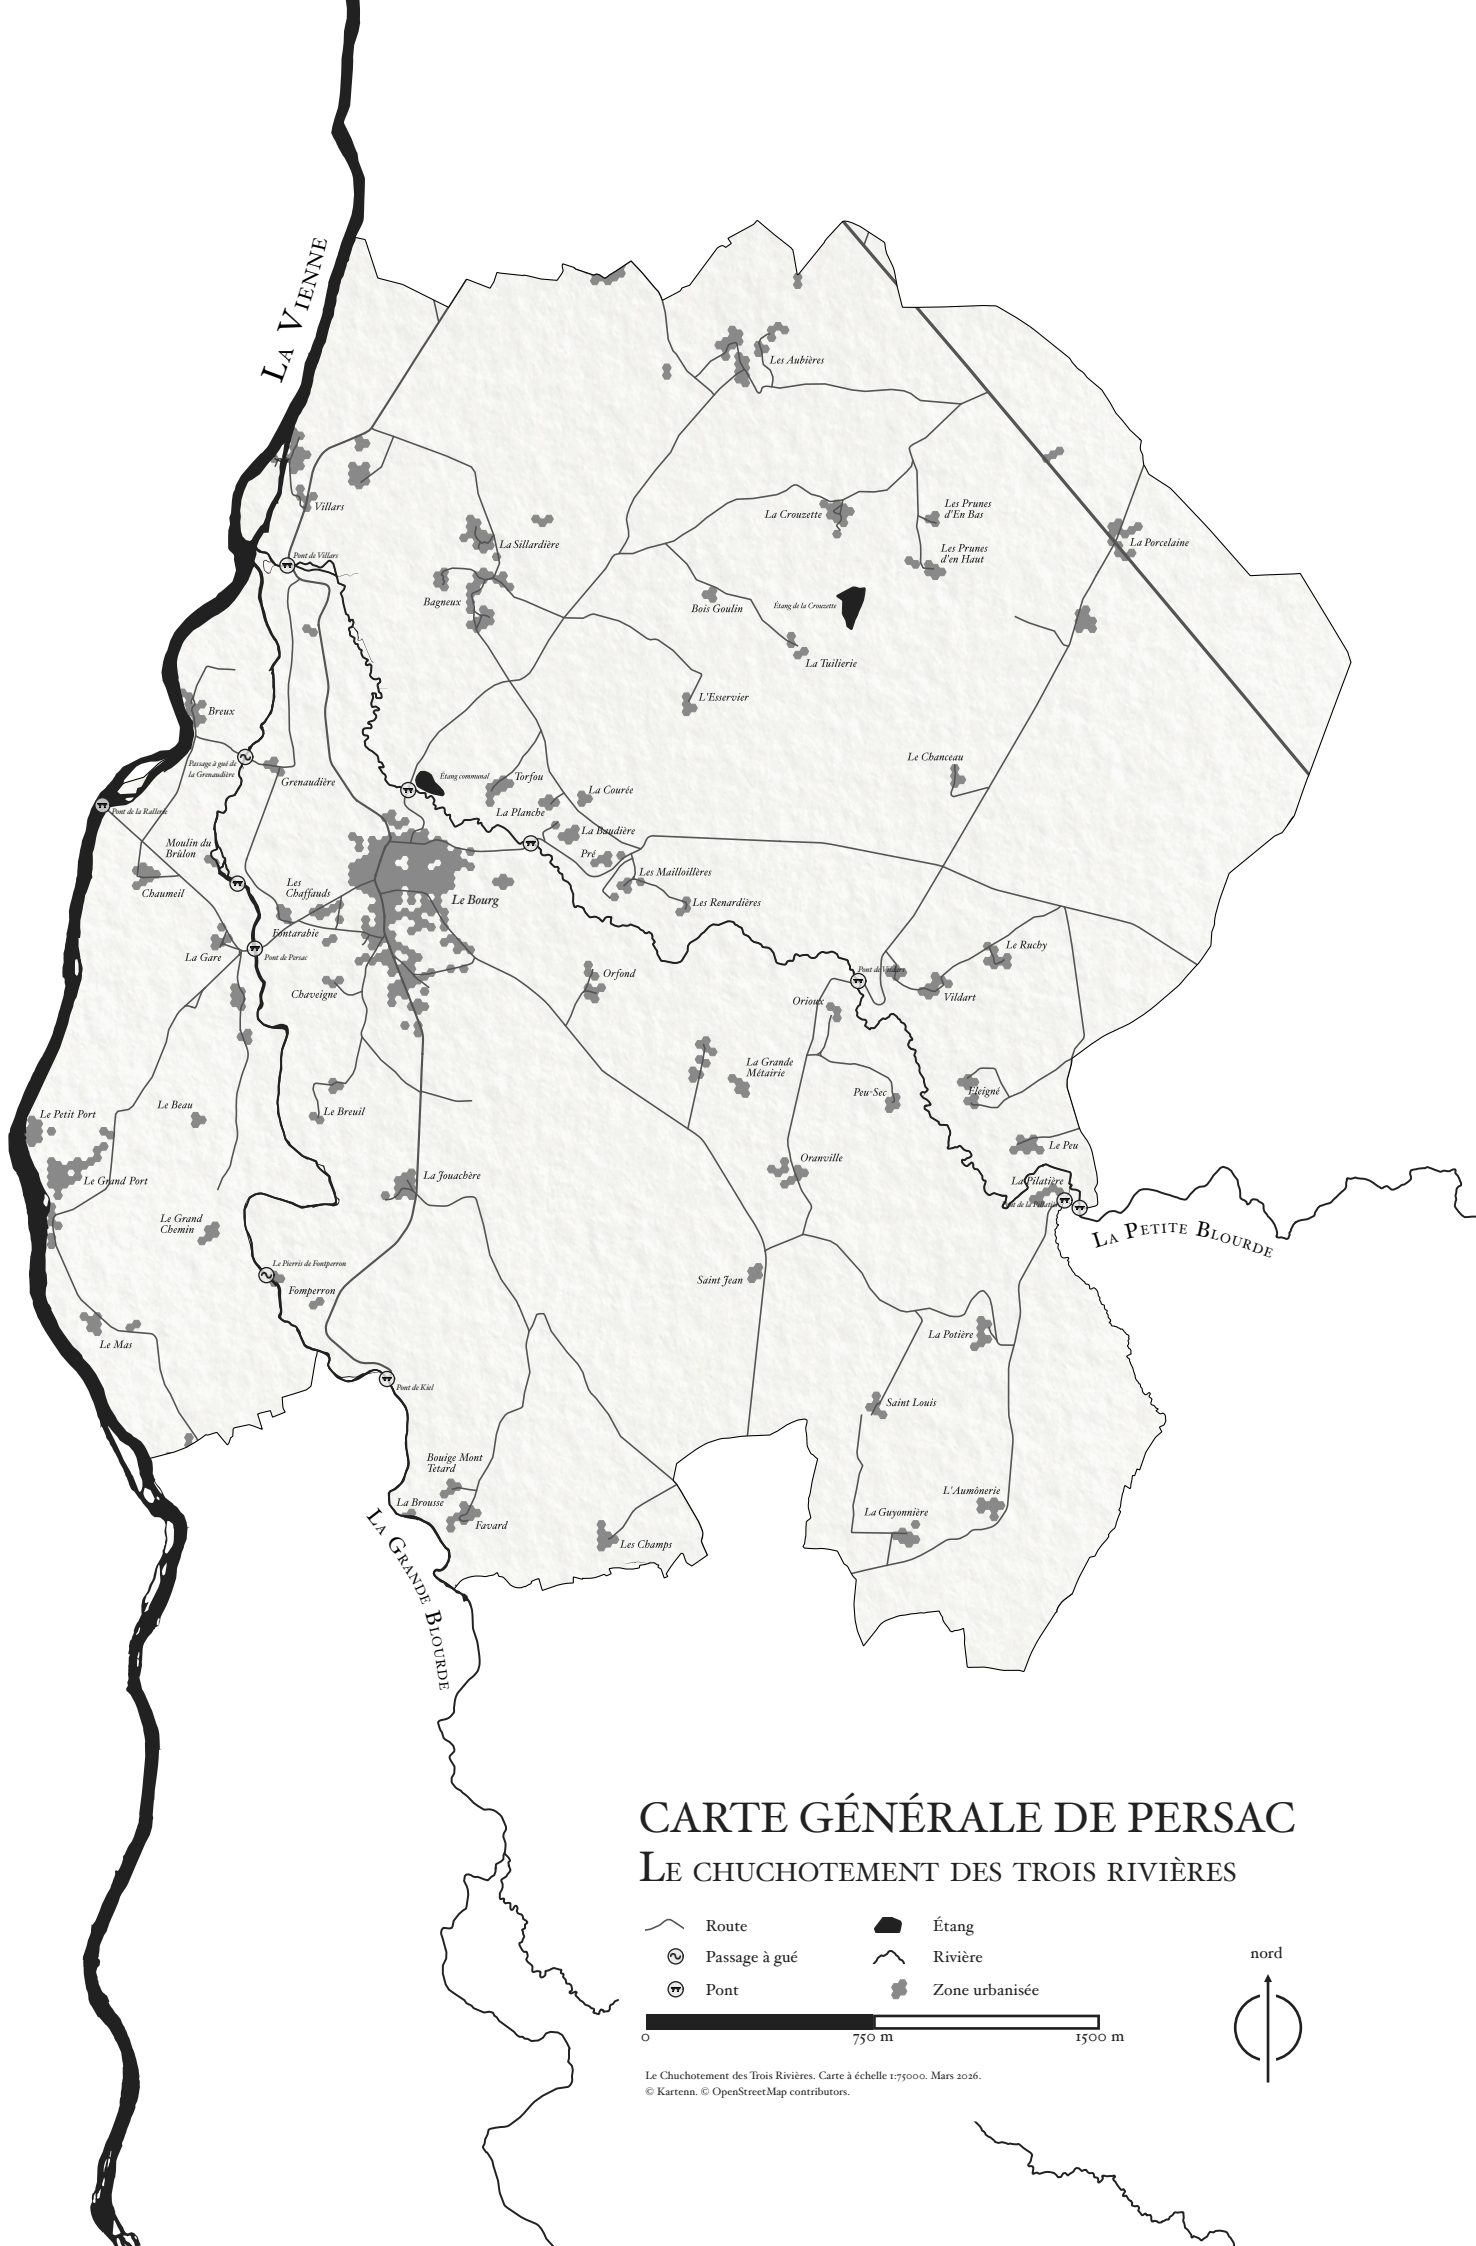 La Vienne
Les Aubières
Villars
La Crouzette
Les Prunes
d'En Bas
La Sillardière
La Porcelaine
Les Prunes
d'en Haut
Pont de Villars
Bagneux
Bois Goulin
Étang de la Crouzette
La Tuilierie
L'Esservier
Breux
Passage à gué de
la Grenaudière
Grenaudière
Le Chanceau
Étang communal
Torfou
La Courée
Pont de la Rallerie
La Planche
La Baudière
Moulin du
Brûlon
Pré
Les Mailloillères
Chaumeil
Les
Chaffauds
Le Bourg
Les Renardières
Fontarabie
La Gare
Pont de Persac
Le Ruchy
Orfond
Pont de Vildart
Chaveigne
Orioux
Vildart
La Grande
Métairie
Peu-Sec
Fleigné
Le Petit Port
Le Beau
Le Breuil
Le Peu
Oranville
La Jouachère
Le Grand Port
La Pilatière
Pont de la Pilatière
Le Grand
Chemin
La Petite Blourde
Le Pierris de Fontperron
Saint Jean
Fomperron
La Potière
Le Mas
Pont de Kiel
Saint Louis
Bouige Mont
Tetard
L'Aumônerie
La Brousse
La Guyonnière
Favard
Les Champs
La Grande Blourde
CARTE GÉNÉRALE DE PERSAC
Le chuchotement des trois rivières
Route
Étang
Passage à gué
Rivière
nord
Pont
Zone urbanisée
0 750 m 1500 m
Le Chuchotement des Trois Rivières. Carte à échelle 1:75000. Mars 2026.
© Kartenn. © OpenStreetMap contributors.